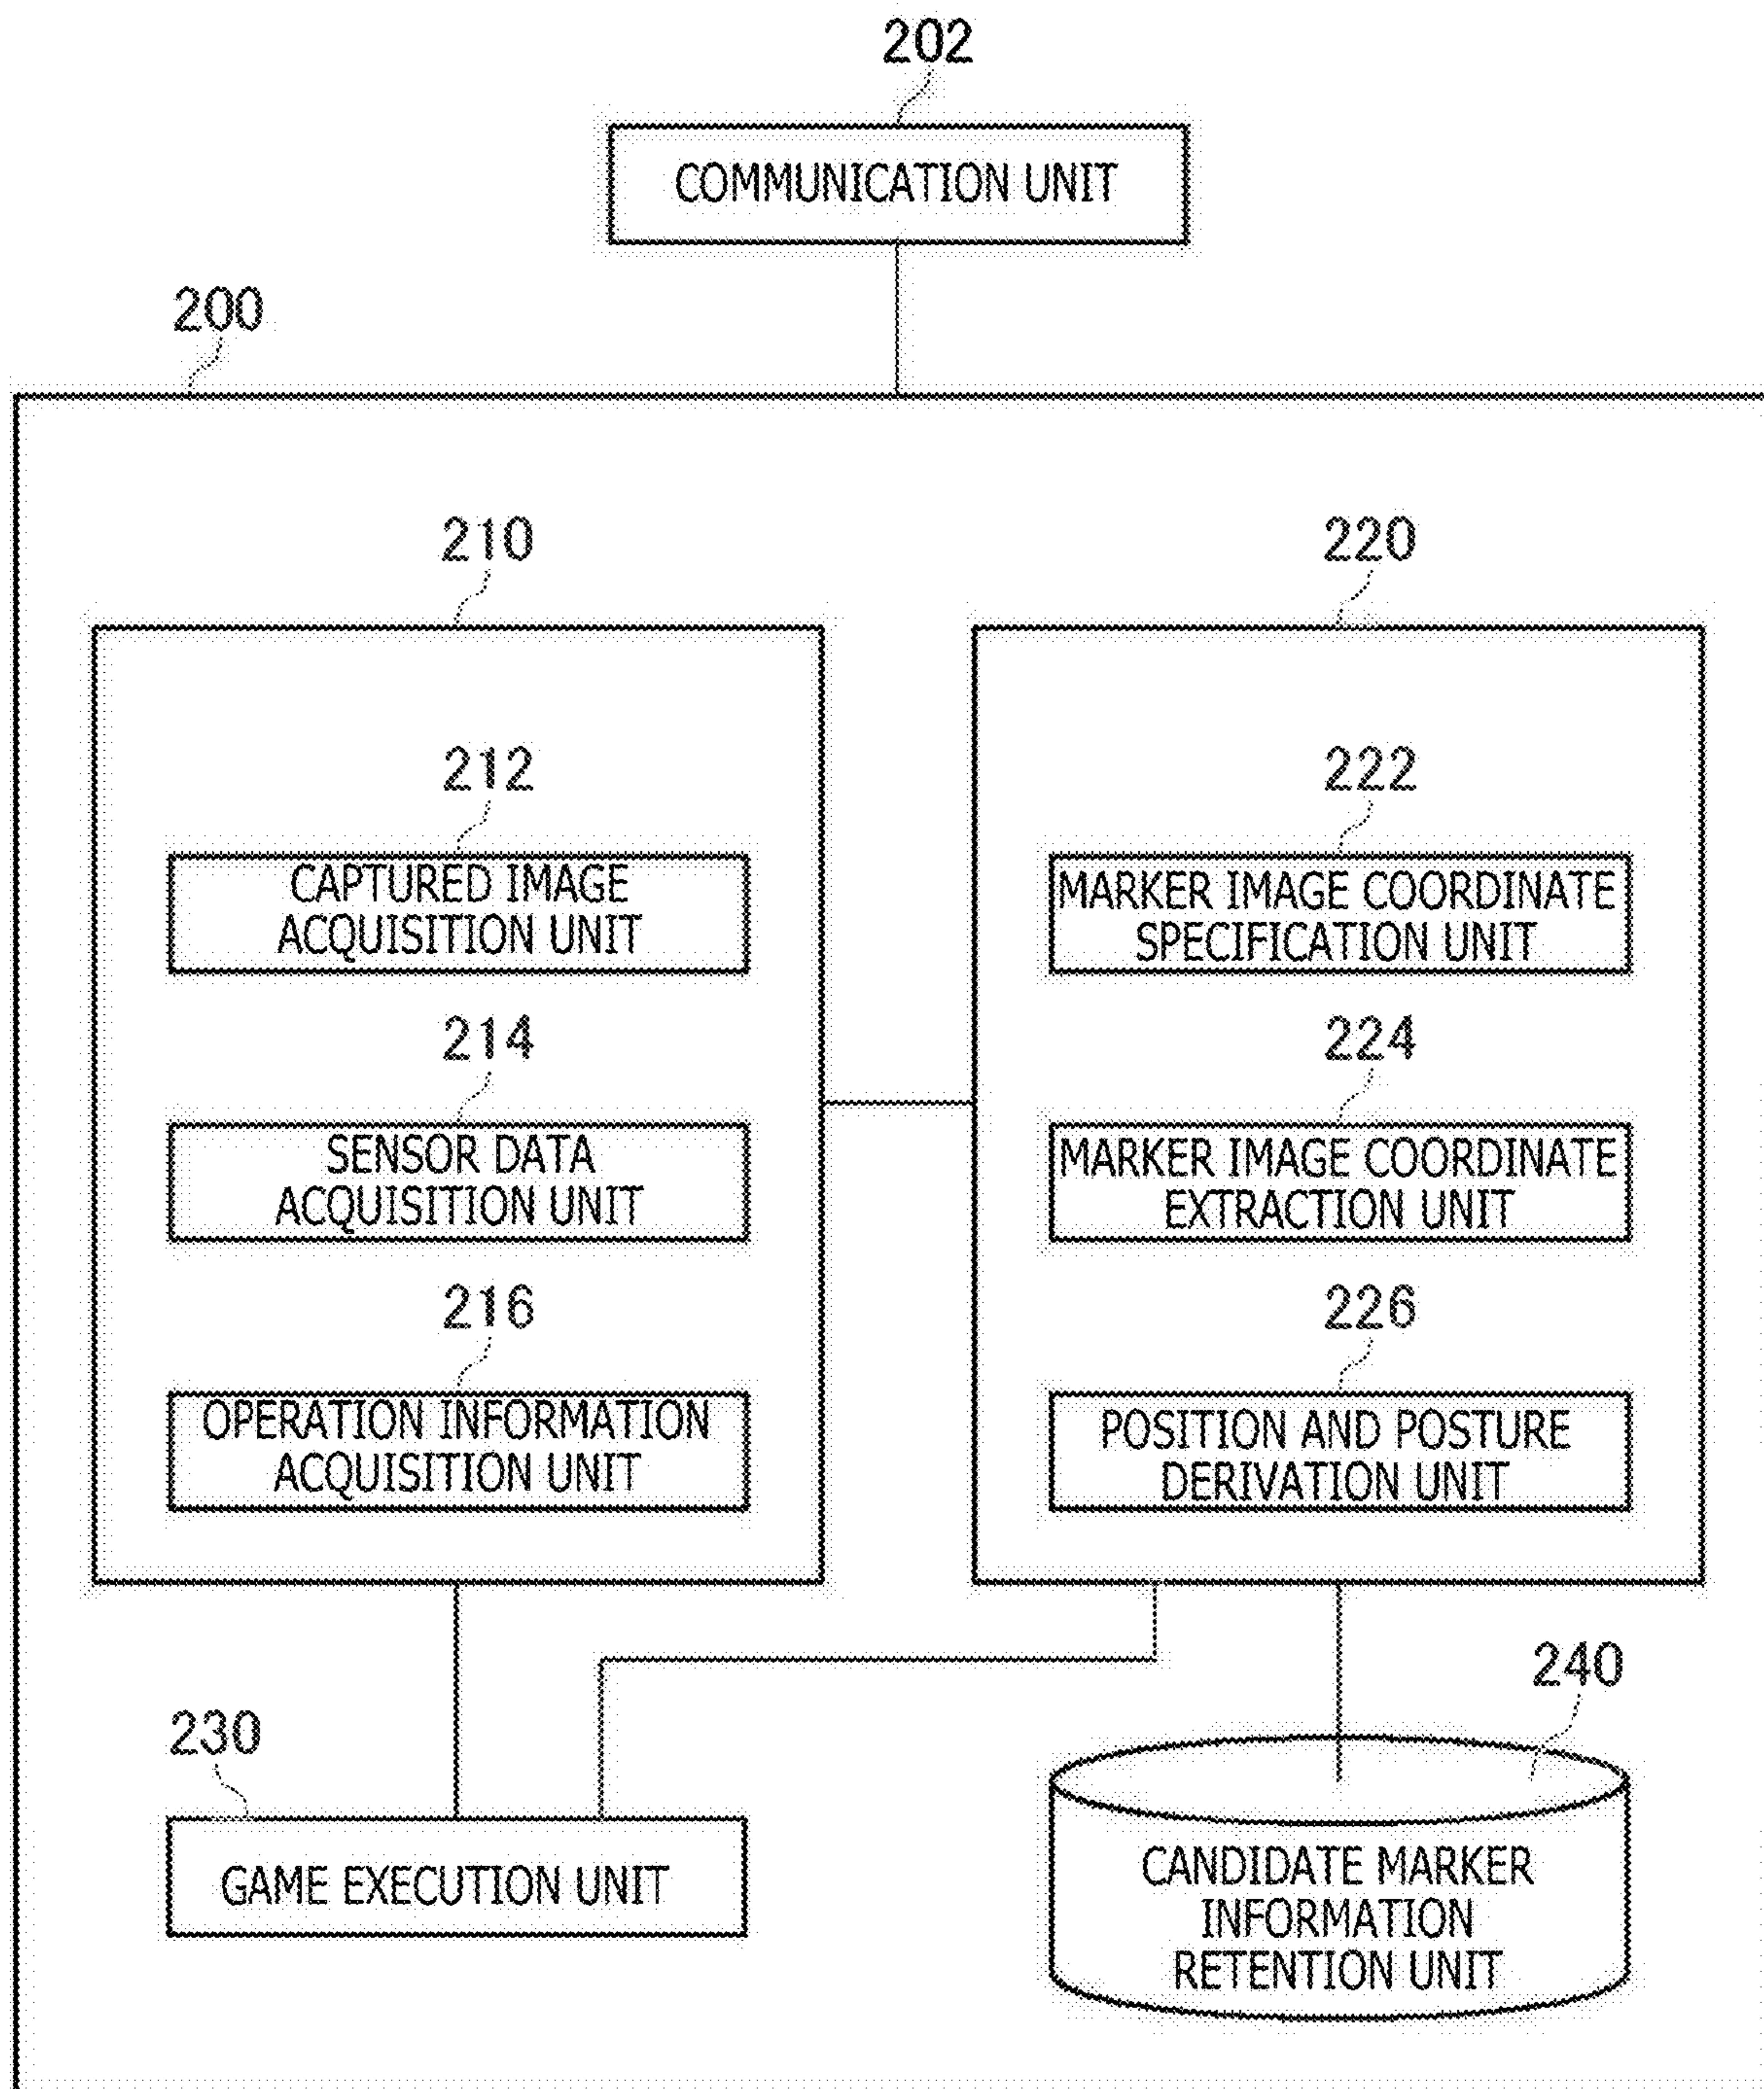 202
COMMUNICATION UNIT
200
210
220
212
222
CAPTURED IMAGE
ACQUISITION UNIT
MARKER IMAGE COORDINATE
SPECIFICATION UNIT
214
224
SENSOR DATA
ACQUISITION UNIT
MARKER IMAGE COORDINATE
EXTRACTION UNIT
216
226
OPERATION INFORMATION
ACQUISITION UNIT
POSITION AND POSTURE
DERIVATION UNIT
230
240
GAME EXECUTION UNIT
CANDIDATE MARKER
INFORMATION
RETENTION UNIT